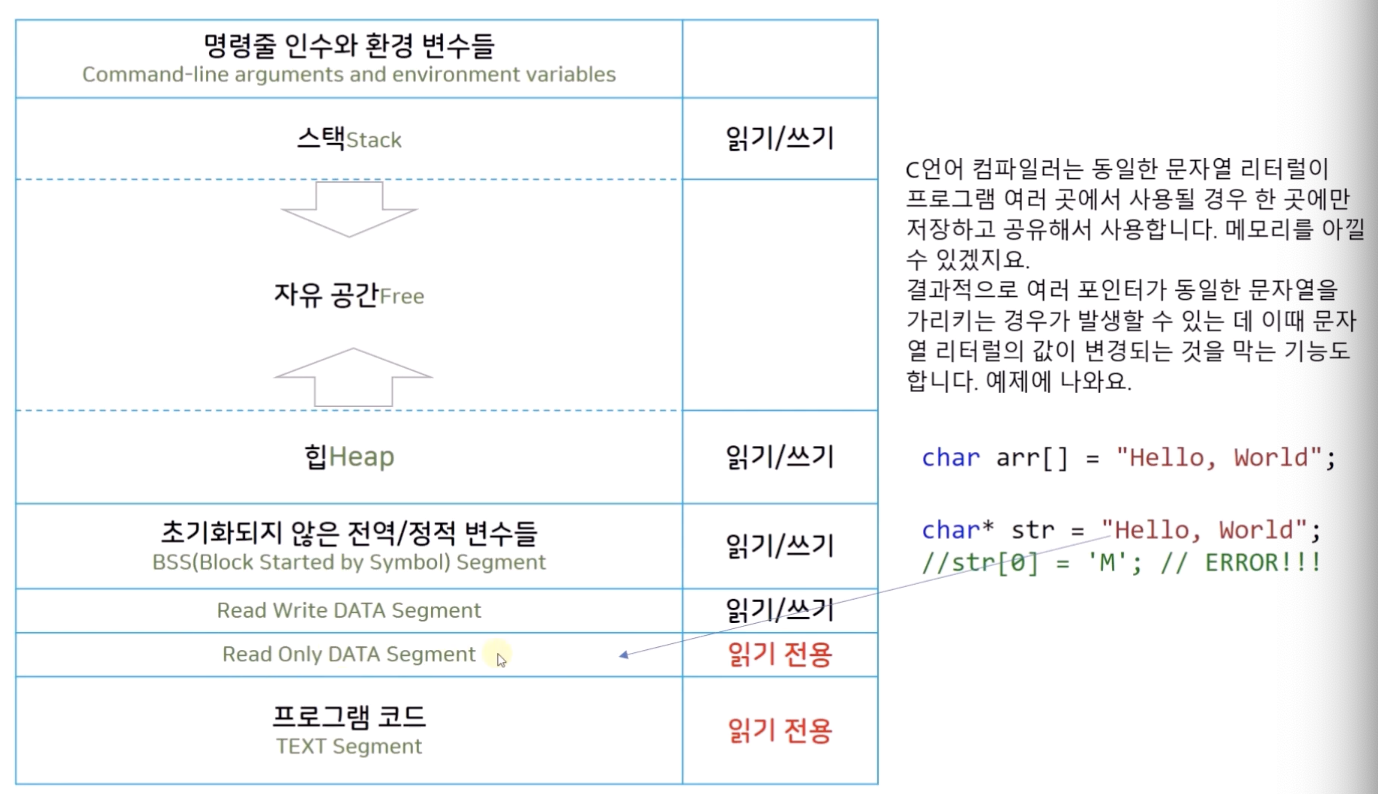 명령줄 인수와 환경 변수들
Command-line arguments and environment variables
스택Stack
읽기/쓰기
자유 공간Free
힙Heap
읽기/쓰기
초기화되지 않은 전역/정적 변수들
BSS(Block Started by Symbol) Segment
읽기/쓰기
Read Write DATA Segment
읽기/쓰기
Read Only DATA Segment
읽기 전용
프로그램 코드
TEXT Segment
읽기 전용
C언어 컴파일러는 동일한 문자열 리터럴이
프로그램 여러 곳에서 사용될 경우 한 곳에만
저장하고 공유해서 사용합니다. 메모리를 아낄
수 있겠지요.
결과적으로 여러 포인터가 동일한 문자열을
가리키는 경우가 발생할 수 있는 데 이때 문자
열 리터럴의 값이 변경되는 것을 막는 기능도
합니다. 예제에 나와요.
char arr[] = "Hello, World";
char* str = "Hello, World";
//str[0] = 'M'; // ERROR!!!